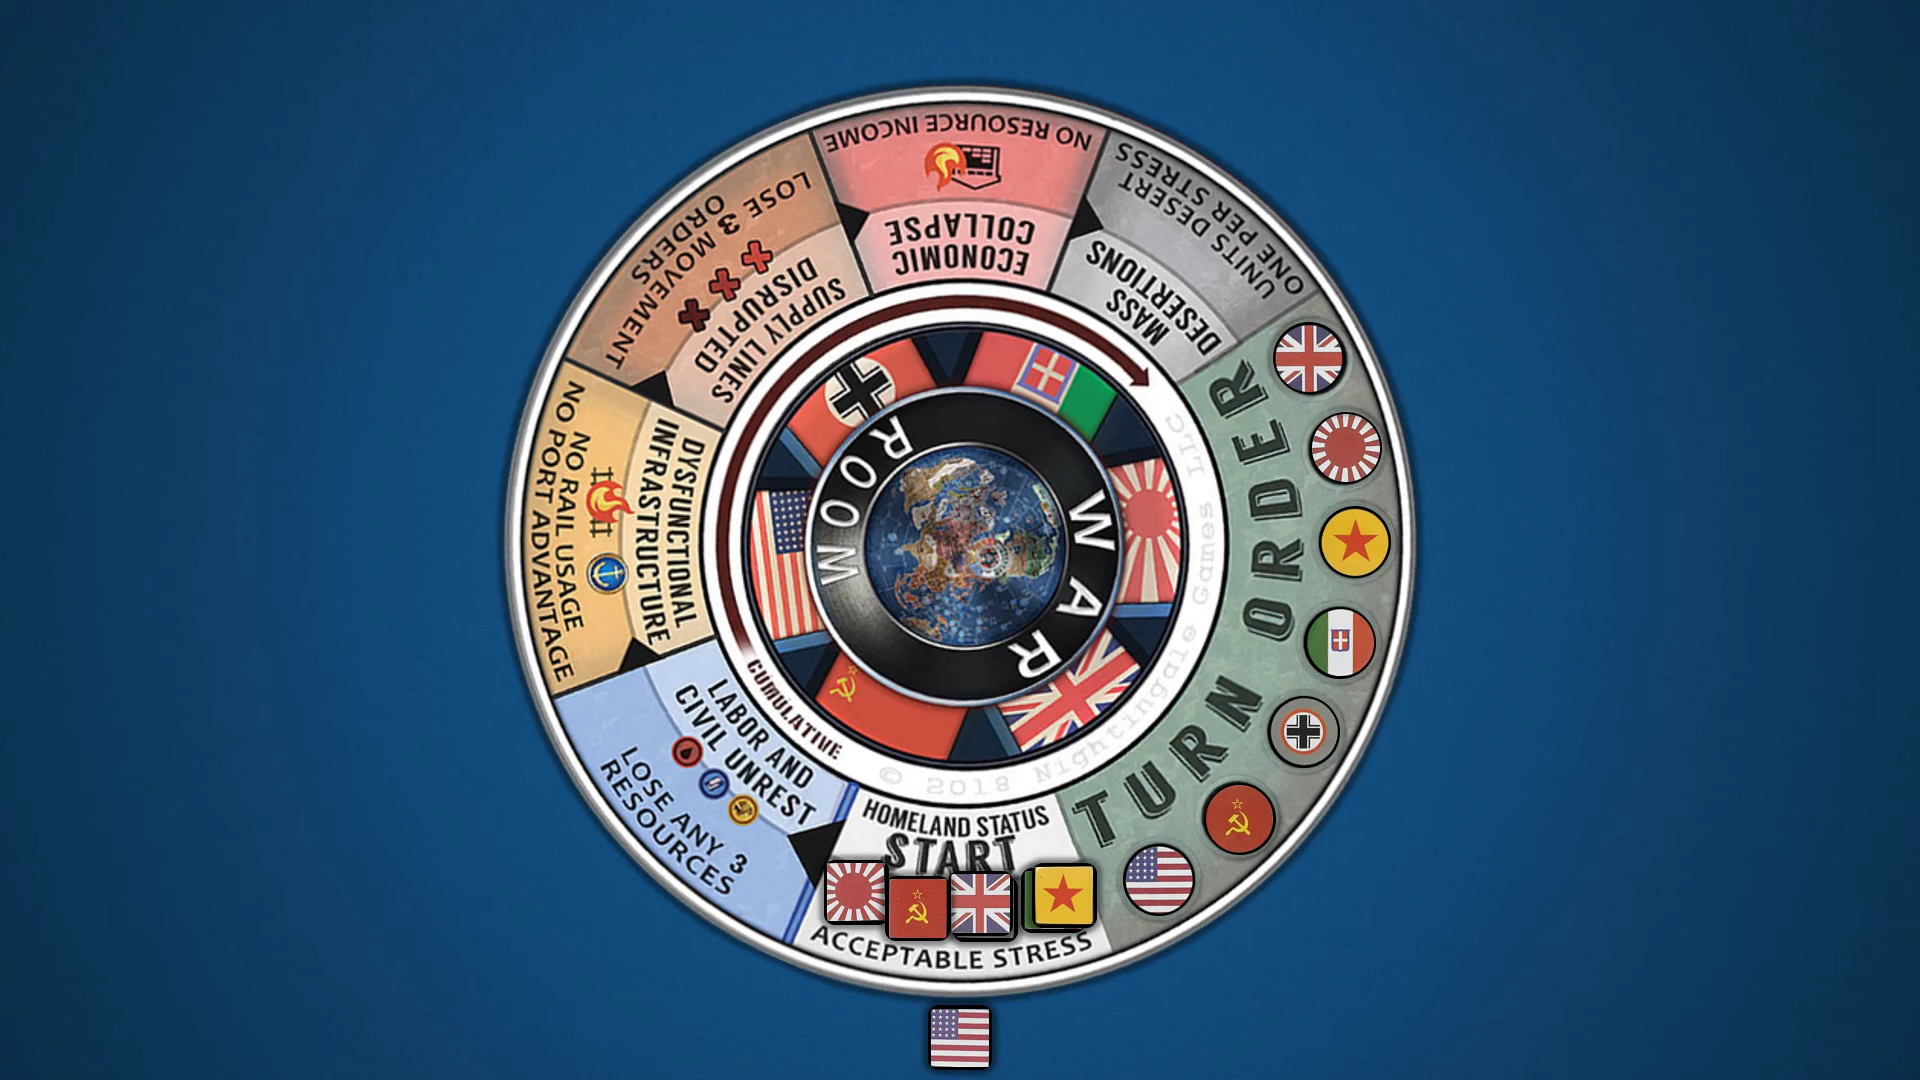 NO RESOURCE INCOME
ECONOMIC
COLLAPSE
UNITS DESERT
ONE PER STRESS
MASS
DESERTIONS
LOSE 3 MOVEMENT
ORDERS
SUPPLY LINES
DISRUPTED
DYSFUNCTIONAL
INFRASTRUCTURE
NO RAIL USAGE
NO PORT ADVANTAGE
LABOR AND
CIVIL UNREST
LOSE ANY 3
RESOURCES
CUMULATIVE
WAR
ROOM
© 2018 Nightingale Games LLC
TURN ORDER
HOMELAND STATUS
START
ACCEPTABLE STRESS